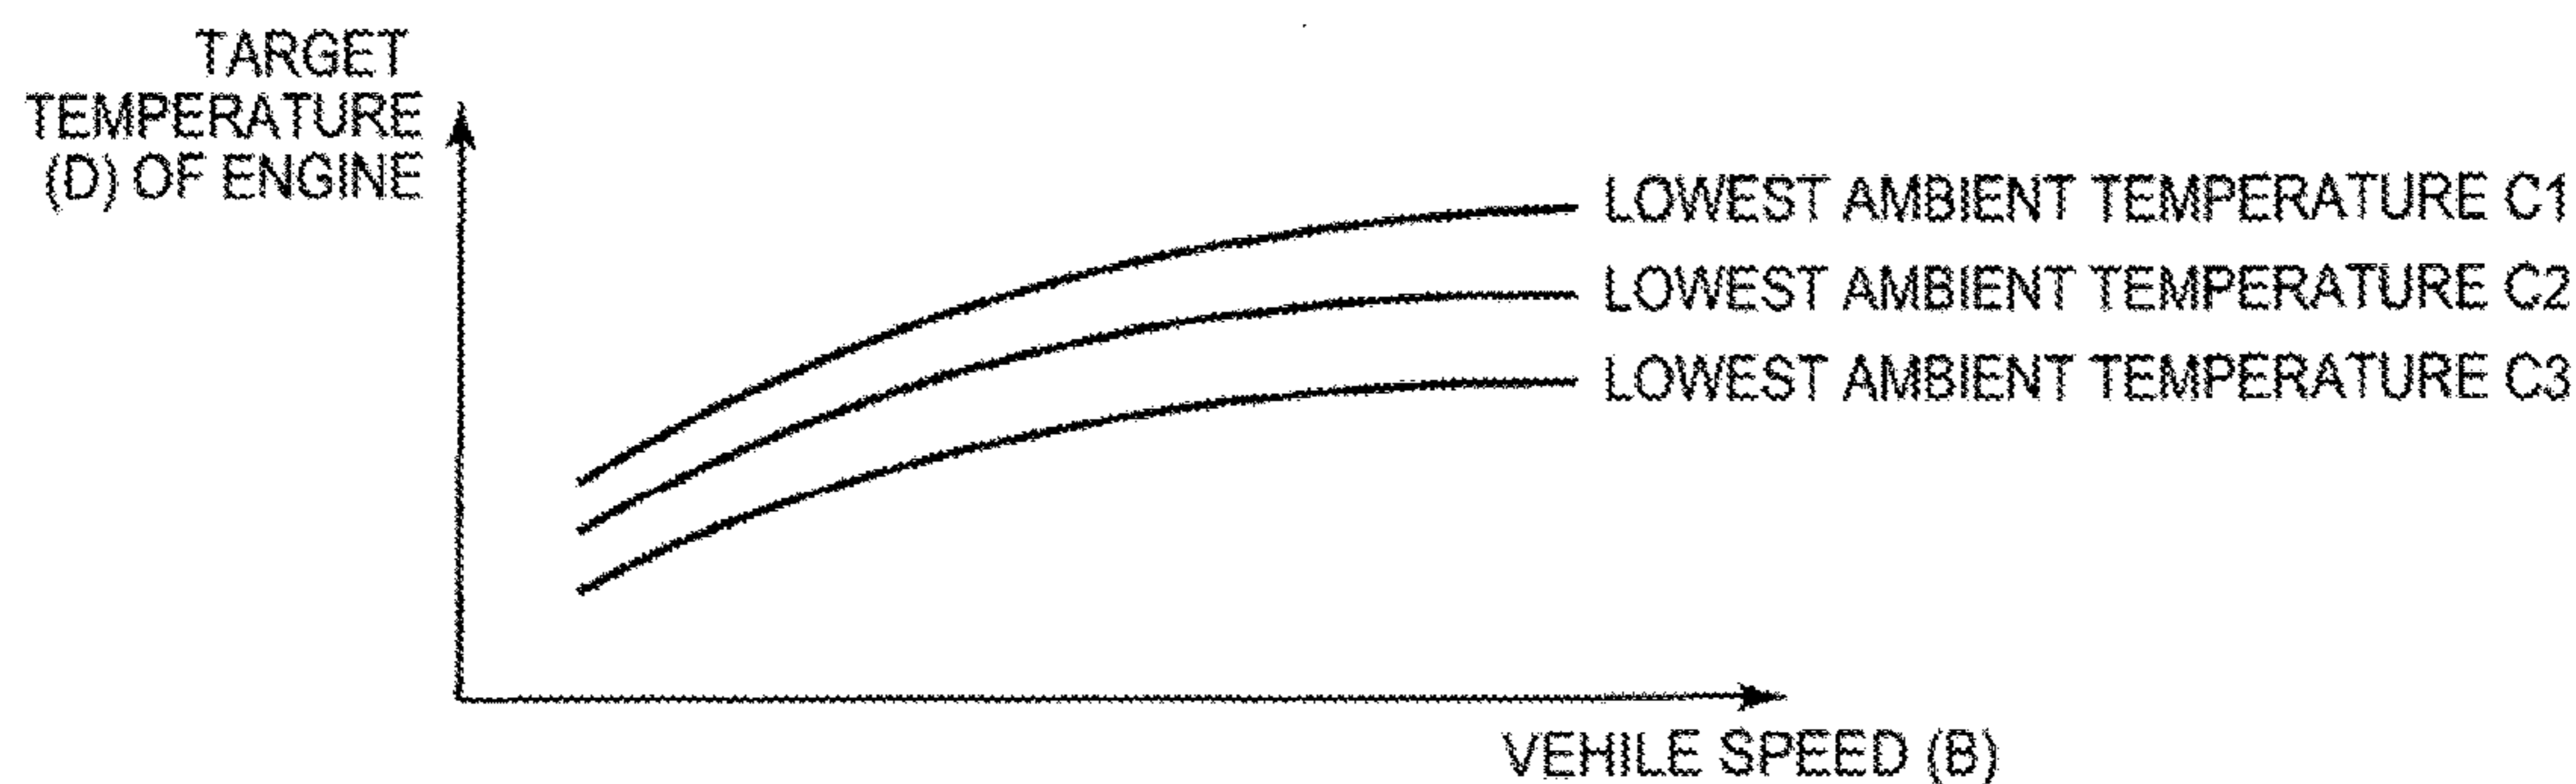 TARGET
TEMPERATURE
(D) OF ENGINE
LOWEST AMBIENT TEMPERATURE C1
LOWEST AMBIENT TEMPERATURE C2
LOWEST AMBIENT TEMPERATURE C3
VEHILE SPEED (B)